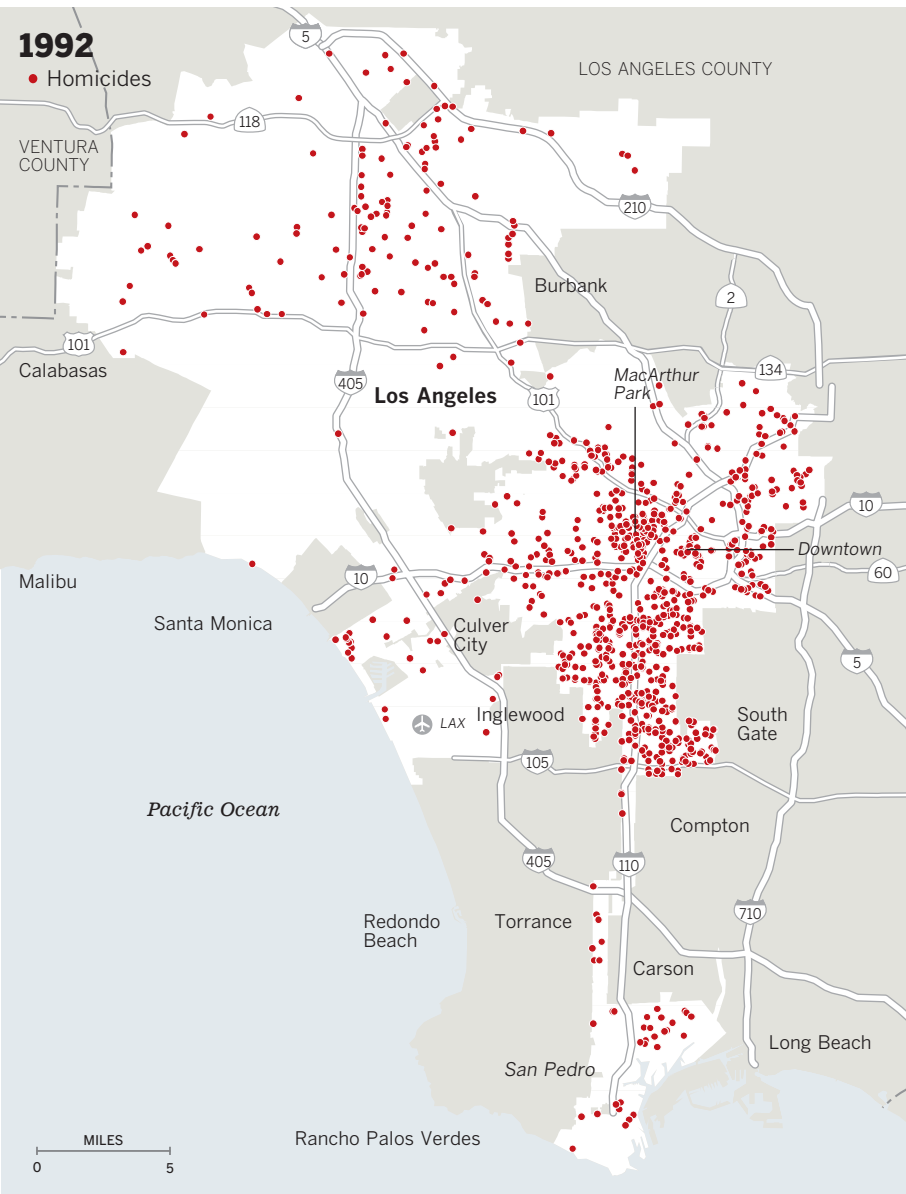 1992
Homicides
5
LOS ANGELES COUNTY
118
VENTURA
COUNTY
210
Burbank
2
101
Calabasas
405
Los Angeles
101
MacArthur
Park
134
10
Downtown
60
Malibu
10
Santa Monica
Culver
City
5
LAX
Inglewood
South
Gate
105
Pacific Ocean
Compton
405
110
710
Redondo
Beach
Torrance
Carson
Long Beach
San Pedro
Rancho Palos Verdes
MILES
0
5